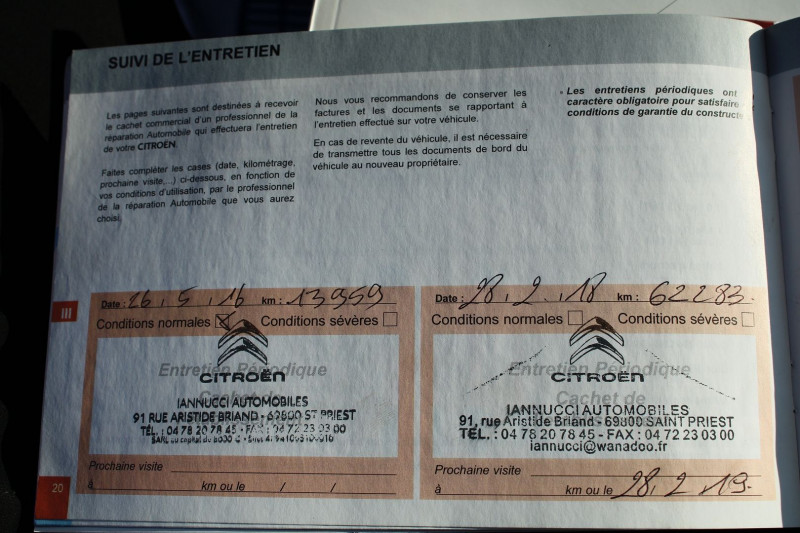 SUIVI DE L'ENTRETIEN
Les pages suivantes sont destinées à recevoir
le cachet commercial d'un professionnel de la
réparation Automobile qui effectuera l'entretien
de votre CITROËN.
Faites compléter les cases (date, kilométrage,
prochaine visite,...) ci-dessous, en fonction de
vos conditions d'utilisation, par le professionnel
de la réparation Automobile que vous aurez
choisi.
Nous vous recommandons de conserver les
factures et les documents se rapportant à
l'entretien effectué sur votre véhicule.
En cas de revente du véhicule, il est nécessaire
de transmettre tous les documents de bord du
véhicule au nouveau propriétaire.
Les entretiens périodiques ont
caractère obligatoire pour satisfaire
conditions de garantie du construct
III
Date : 26.5.16 km : 13959
Conditions normales Conditions sévères
Entretien Périodique
CITROËN
IANNUCCI AUTOMOBILES
91 RUE ARISTIDE BRIAND - 69800 ST PRIEST
TÉL. : 04 78 20 78 45 - FAX : 04 72 23 03 00
SARL au capital de 8000 €
Prochaine visite
à km ou le / /
Date : 28.2.18 km : 62283.
Conditions normales Conditions sévères
Entretien Périodique
CITROËN
Cachet de
IANNUCCI AUTOMOBILES
91, rue Aristide Briand - 69800 SAINT PRIEST
TÉL. : 04 78 20 78 45 - FAX : 04 72 23 03 00
iannucci@wanadoo.fr
Prochaine visite
à km ou le 28.2.19.
20